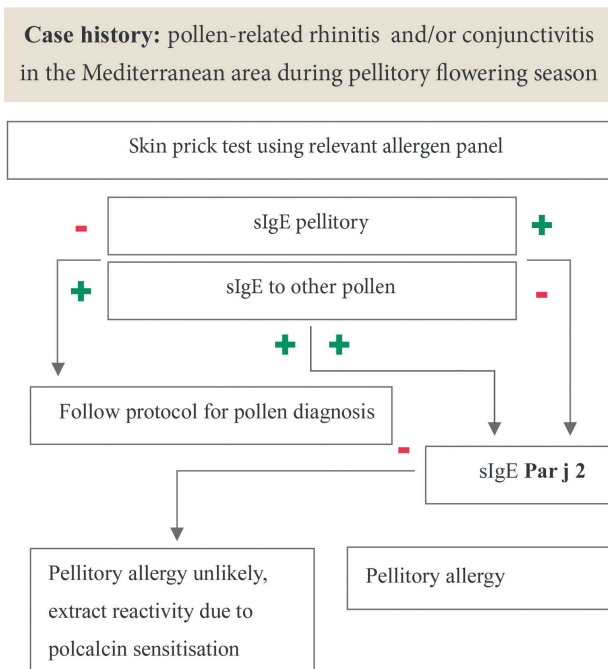 Case history: pollen-related rhinitis and/or conjunctivitis
in the Mediterranean area during pellitory flowering season
Skin prick test using relevant allergen panel
- sIgE pellitory +
+ sIgE to other pollen -
+ +
Follow protocol for pollen diagnosis
-
sIgE Par j 2
Pellitory allergy unlikely,
extract reactivity due to
polcalcin sensitisation
Pellitory allergy